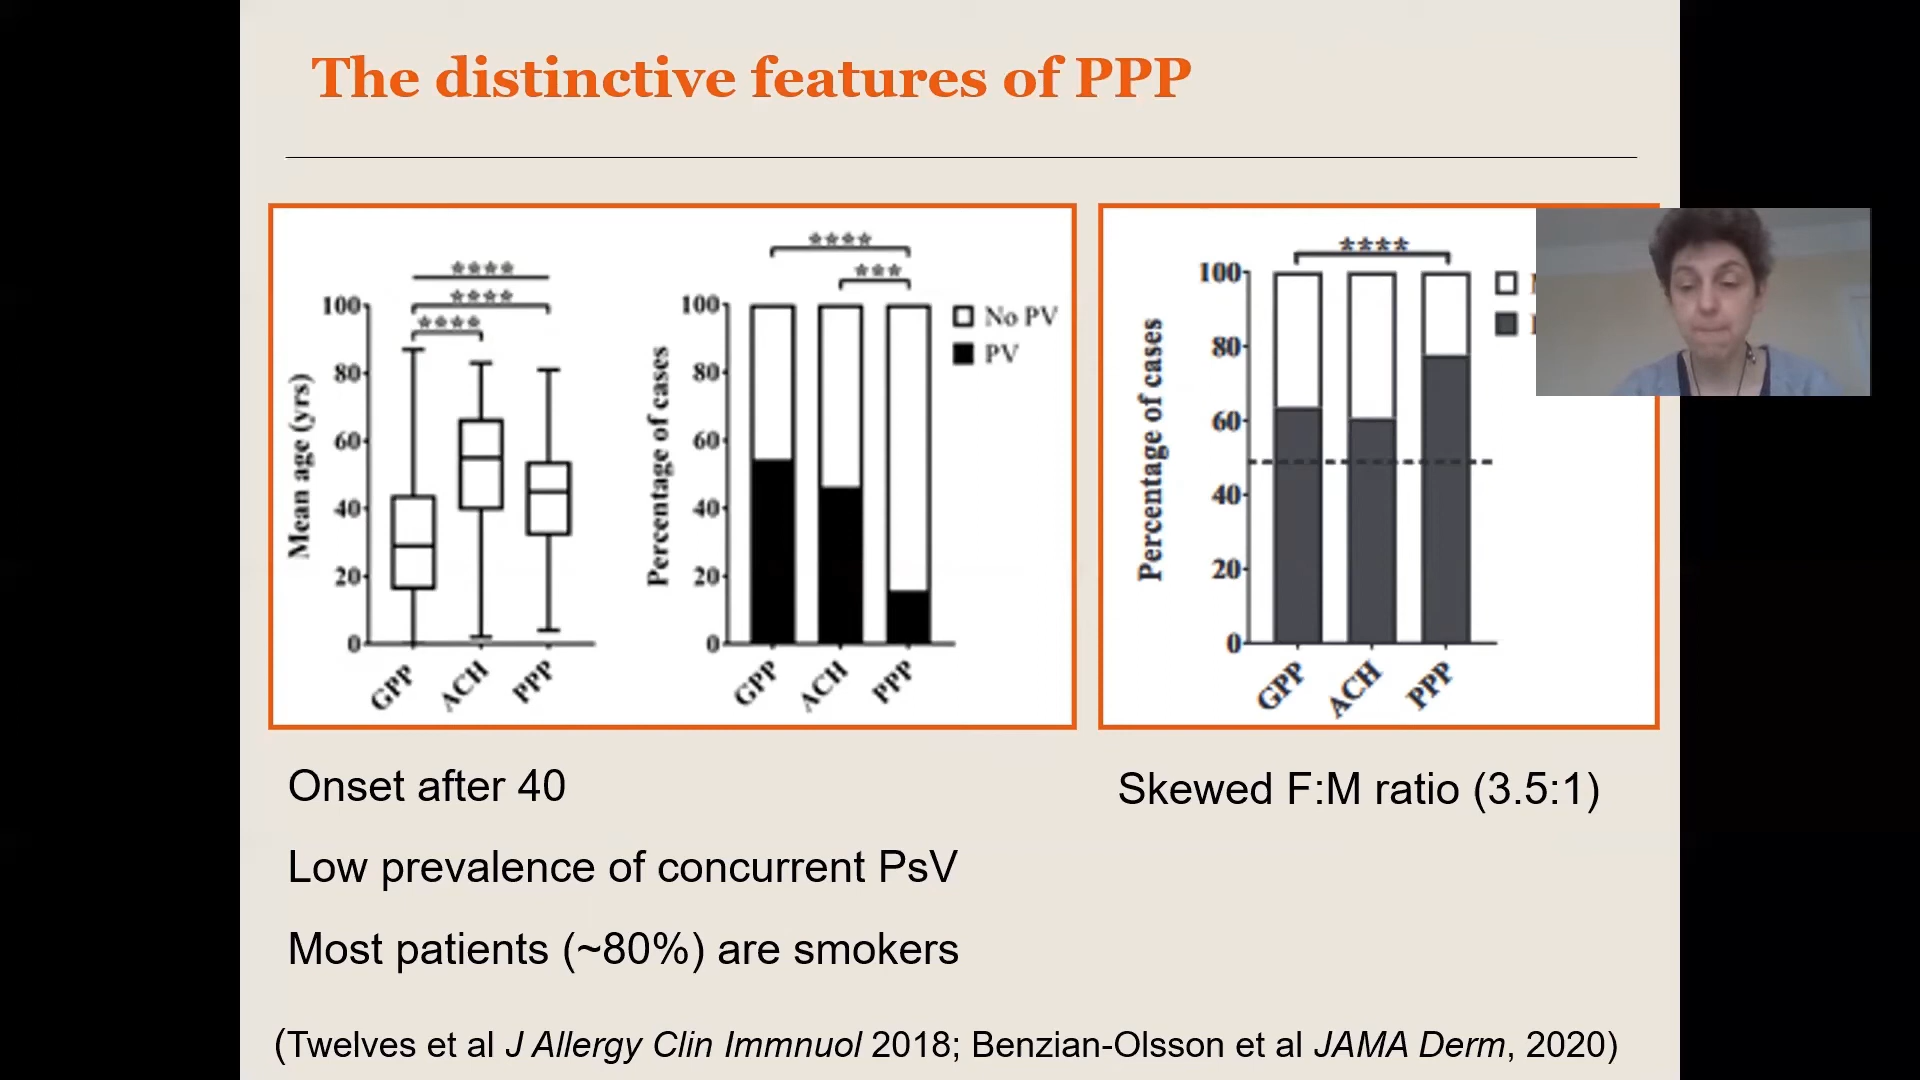 The distinctive features of PPP
****
****
****
100
80
60
40
20
0
Mean age (yrs)
GPP
ACH
PPP
****
***
100
80
60
40
20
0
Percentage of cases
No PV
PV
GPP
ACH
PPP
****
100
80
60
40
20
0
Percentage of cases
GPP
ACH
PPP
Onset after 40
Low prevalence of concurrent PsV
Most patients (~80%) are smokers
Skewed F:M ratio (3.5:1)
(Twelves et al J Allergy Clin Immnuol 2018; Benzian-Olsson et al JAMA Derm, 2020)